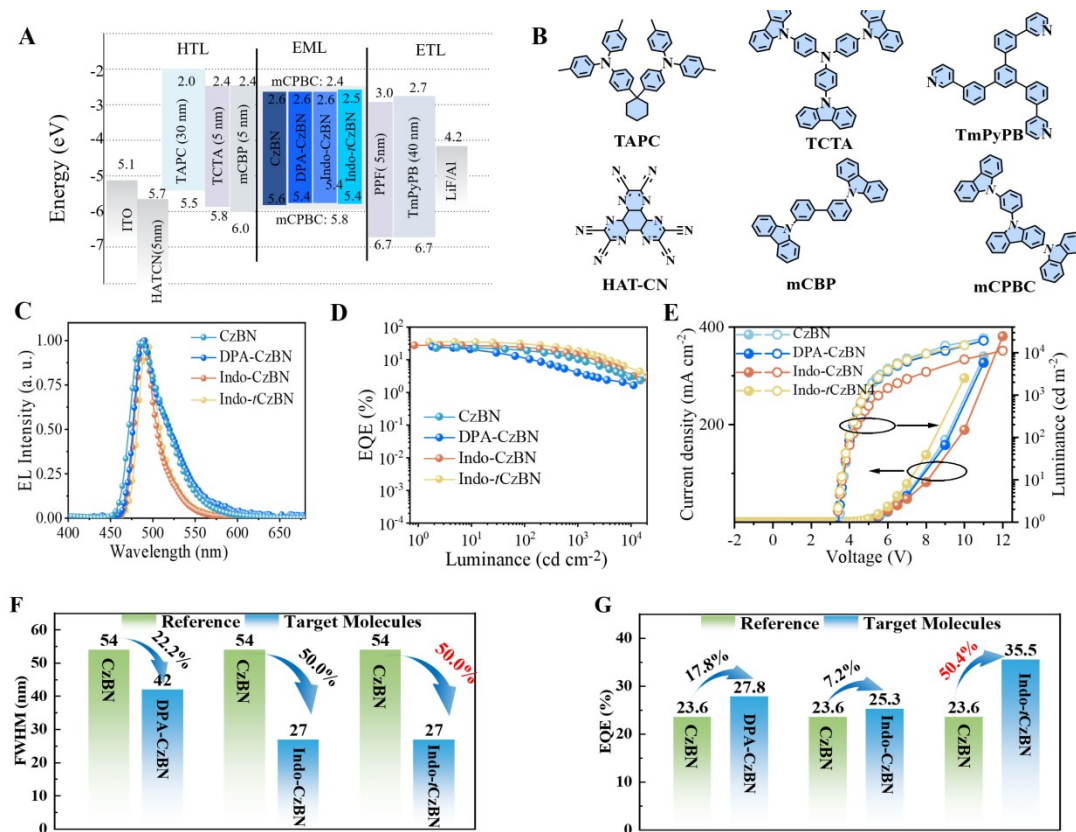 A
HTL
EML
ETL
Energy (eV)
-2
-3
-4
-5
-6
-7
5.1
ITO
5.7
HATCN(5nm)
2.0
TAPC (30 nm)
5.5
2.4
TCTA (5 nm)
5.8
2.4
mCBP (5 nm)
6.0
mCPBC: 2.4
2.6
CzBN
5.6
2.6
DPA-CzBN
5.4
2.6
Indo-CzBN
5.4
2.5
Indo-tCzBN
5.4
mCPBC: 5.8
3.0
PPF( 5nm)
6.7
2.7
TmPyPB (40 nm)
6.7
4.2
LiF/Al
B
TAPC
TCTA
TmPyPB
HAT-CN
mCBP
mCPBC
C
EL Intensity (a. u.)
1.00
0.75
0.50
0.25
0.00
400 450 500 550 600 650
Wavelength (nm)
CzBN
DPA-CzBN
Indo-CzBN
Indo-tCzBN
D
EQE (%)
10²
10¹
10⁰
10⁻¹
10⁻²
10⁻³
10⁻⁴
10⁰ 10¹ 10² 10³ 10⁴
Luminance (cd cm⁻²)
CzBN
DPA-CzBN
Indo-CzBN
Indo-tCzBN
E
Current density (mA cm⁻²)
400
200
-2 0 2 4 6 8 10 12
Voltage (V)
10⁴
10³
10²
10¹
10⁰
Luminance (cd m⁻²)
CzBN
DPA-CzBN
Indo-CzBN
Indo-tCzBN4
F
Reference Target Molecules
FWHM (nm)
60
50
40
30
20
10
0
54
CzBN
22.2%
42
DPA-CzBN
54
CzBN
50.0%
27
Indo-CzBN
54
CzBN
50.0%
27
Indo-tCzBN
G
Reference Target Molecules
EQE (%)
40
30
20
10
0
23.6
CzBN
17.8%
27.8
DPA-CzBN
23.6
CzBN
7.2%
25.3
Indo-CzBN
23.6
CzBN
50.4%
35.5
Indo-tCzBN